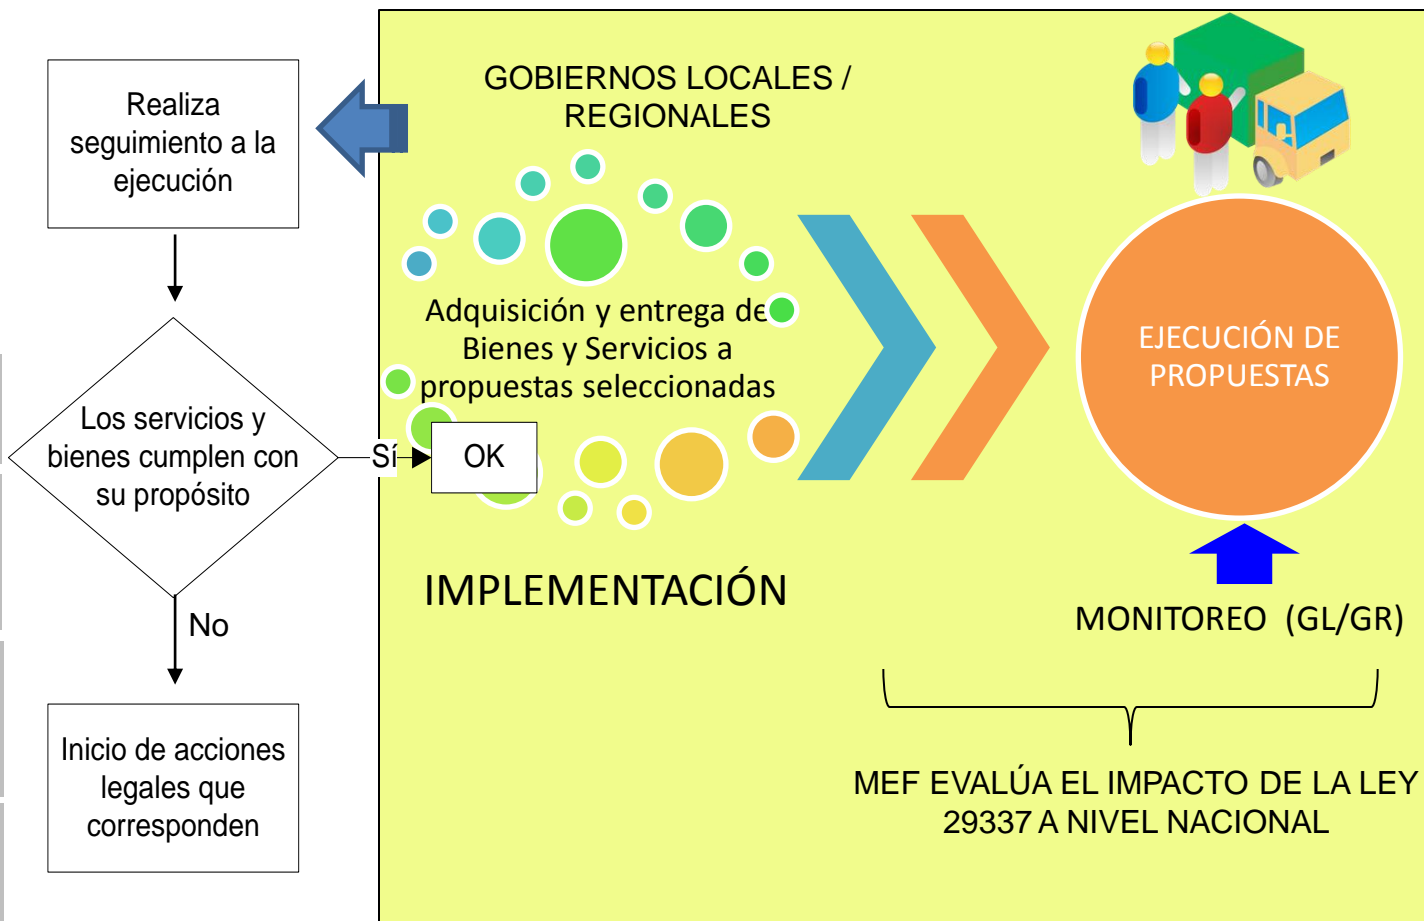 Realiza
seguimiento a la
ejecución
Los servicios y
bienes cumplen con
su propósito
Sí
OK
No
Inicio de acciones
legales que
corresponden
GOBIERNOS LOCALES /
REGIONALES
Adquisición y entrega de
Bienes y Servicios a
propuestas seleccionadas
IMPLEMENTACIÓN
EJECUCIÓN DE
PROPUESTAS
MONITOREO (GL/GR)
MEF EVALÚA EL IMPACTO DE LA LEY
29337 A NIVEL NACIONAL